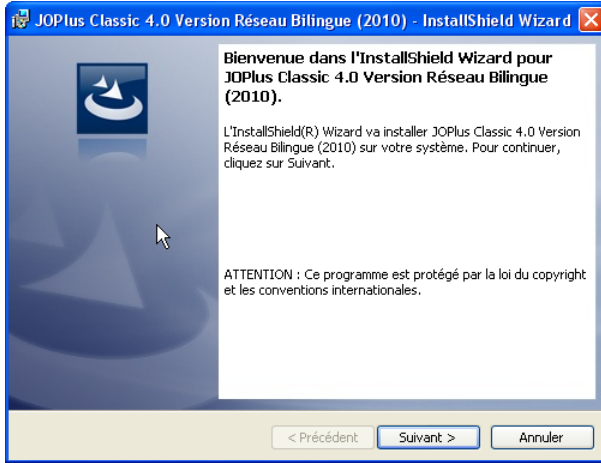 JOPlus Classic 4.0 Version Réseau Bilingue (2010) - InstallShield Wizard
Bienvenue dans l'InstallShield Wizard pour
JOPlus Classic 4.0 Version Réseau Bilingue
(2010).
L'InstallShield(R) Wizard va installer JOPlus Classic 4.0 Version
Réseau Bilingue (2010) sur votre système. Pour continuer,
cliquez sur Suivant.
ATTENTION : Ce programme est protégé par la loi du copyright
et les conventions internationales.
< Précédent Suivant > Annuler